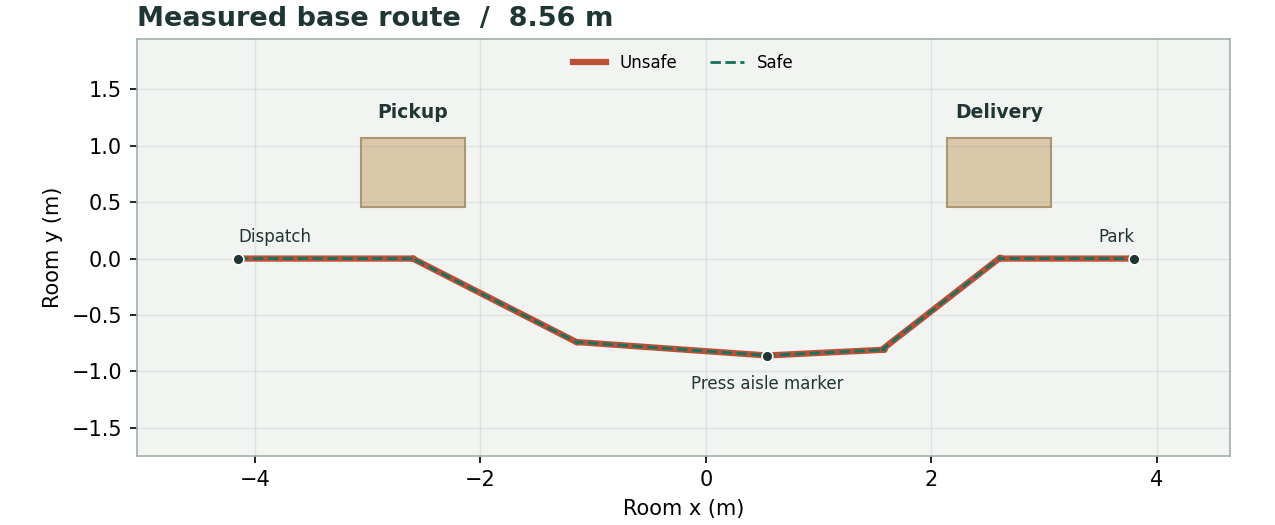 Measured base route / 8.56 m
Unsafe
Safe
Pickup
Delivery
Dispatch
Park
Press aisle marker
Room y (m)
1.5
1.0
0.5
0.0
−0.5
−1.0
−1.5
−4
−2
0
2
4
Room x (m)